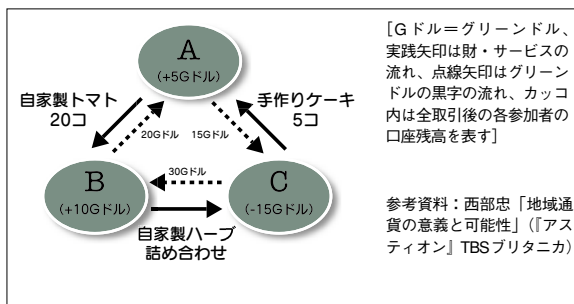 A
(+5Gドル)
自家製トマト
20コ
手作りケーキ
5コ
20Gドル
15Gドル
30Gドル
B
(+10Gドル)
C
(-15Gドル)
自家製ハーブ
詰め合わせ
[Gドル＝グリーンドル、
実践矢印は財・サービスの
流れ、点線矢印はグリーン
ドルの黒字の流れ、カッコ
内は全取引後の各参加者の
口座残高を表す]
参考資料：西部忠「地域通
貨の意義と可能性」(『アス
ティオン』TBSブリタニカ)